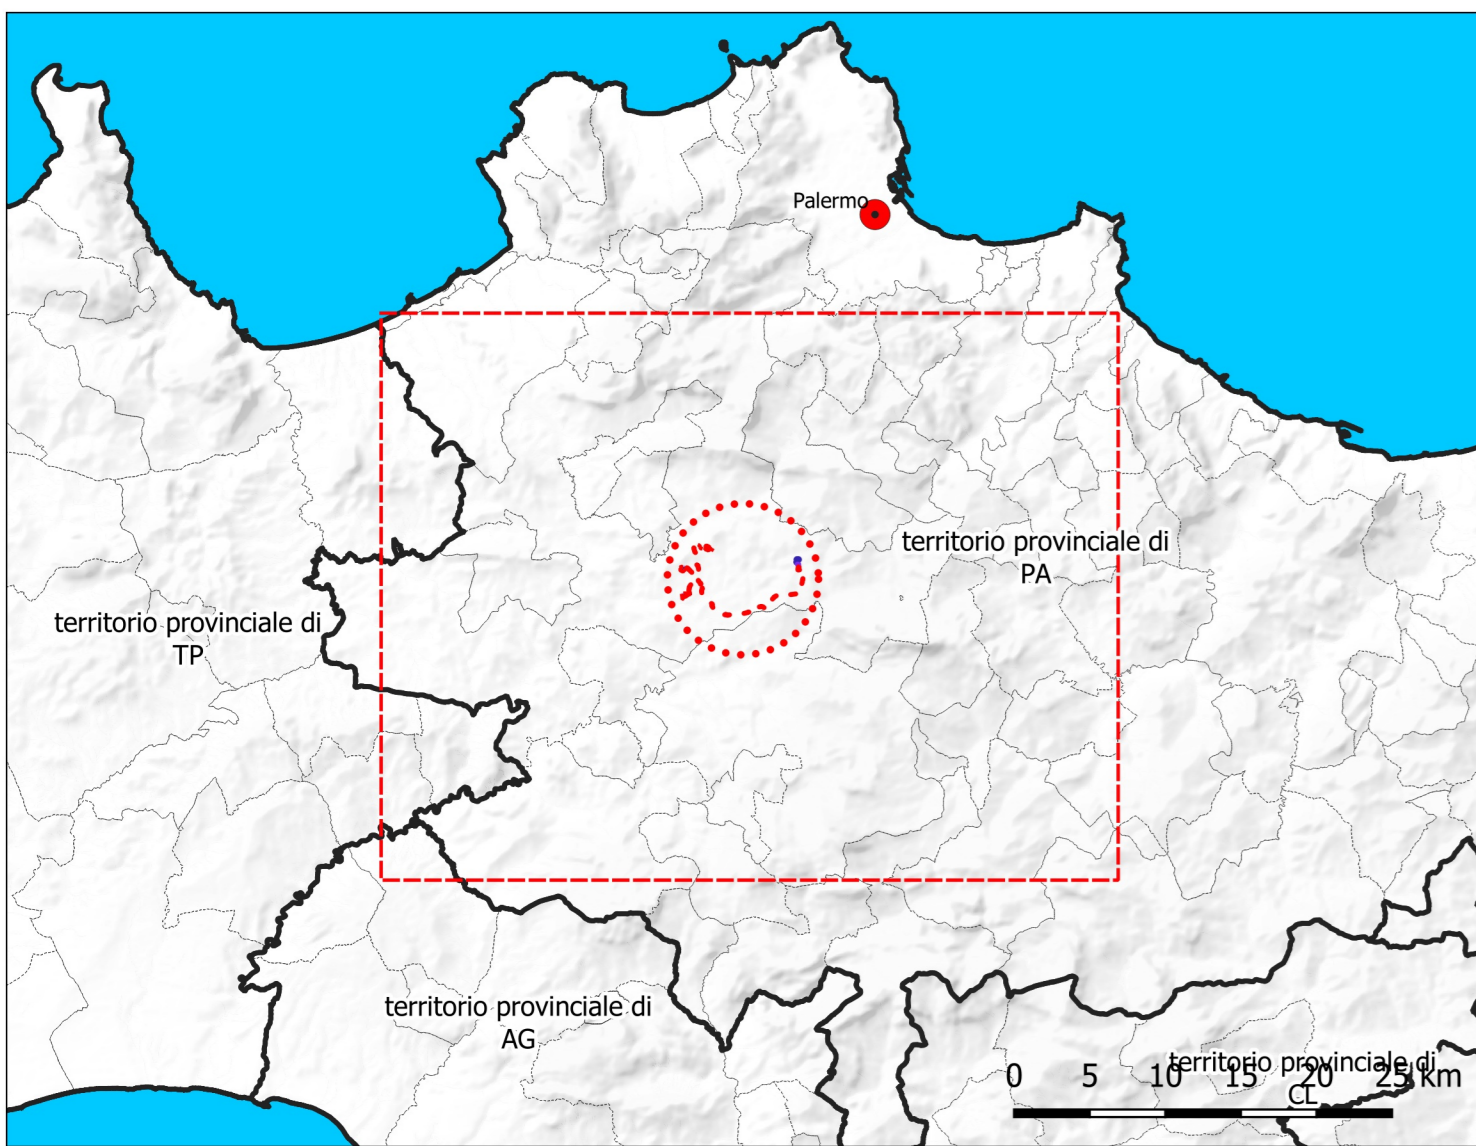 Palermo
territorio provinciale di
PA
territorio provinciale di
TP
territorio provinciale di
AG
territorio provinciale di
CL
0 5 10 15 20 25 km